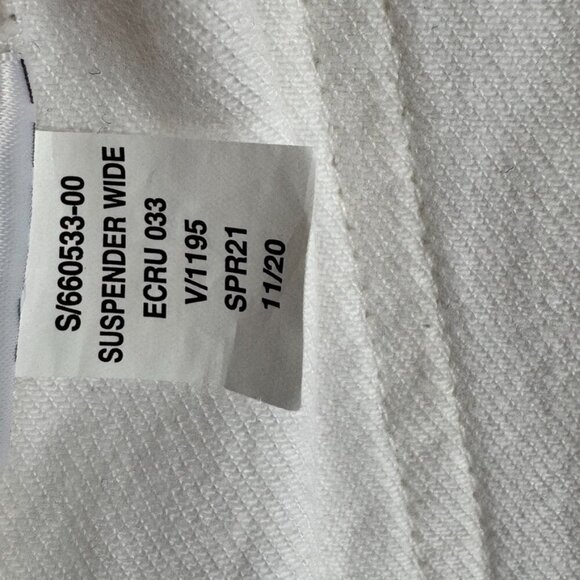 S/660533-00
SUSPENDER WIDE
ECRU 033
V/1195
SPR21
11/20